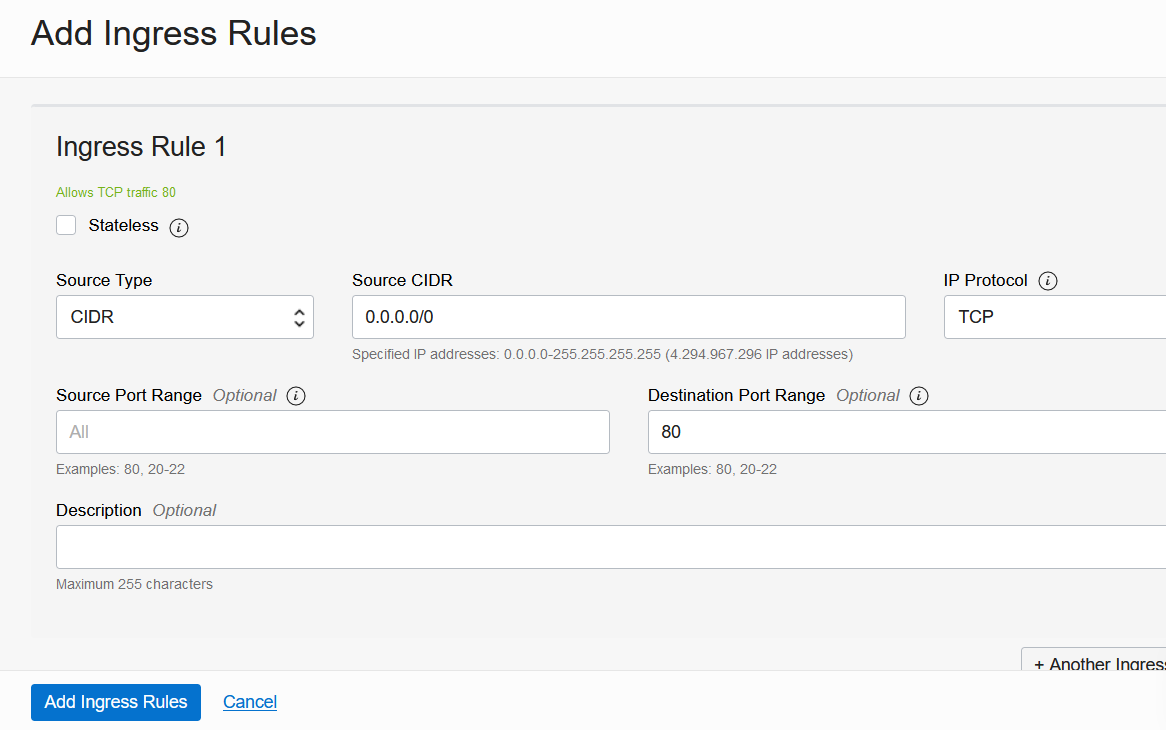 Add Ingress Rules
Ingress Rule 1
Allows TCP traffic 80
Stateless i
Source Type Source CIDR IP Protocol i
CIDR 0.0.0.0/0 TCP
Specified IP addresses: 0.0.0.0-255.255.255.255 (4.294.967.296 IP addresses)
Source Port Range Optional i Destination Port Range Optional i
All 80
Examples: 80, 20-22 Examples: 80, 20-22
Description Optional
Maximum 255 characters
+ Another Ingress
Add Ingress Rules Cancel